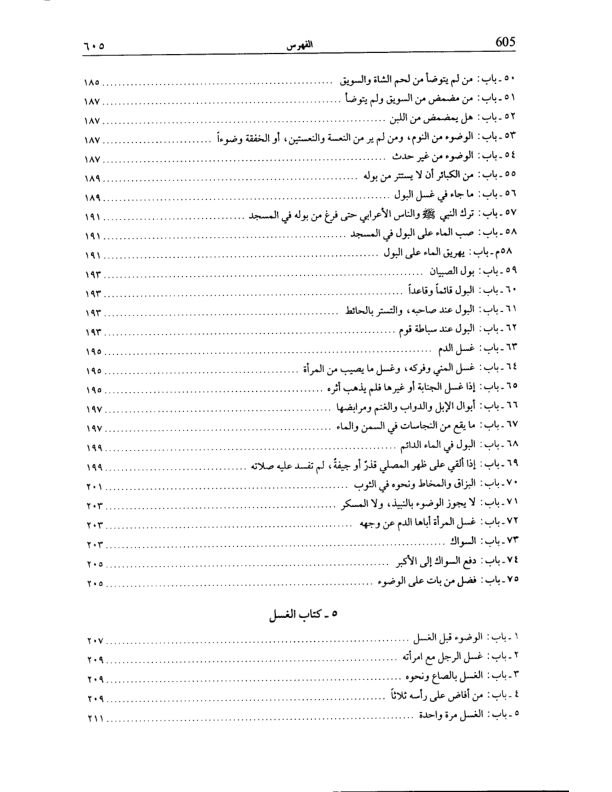 605 الفهرس ٦٠٥
٥٠ ـ باب: من لم يتوضأ من لحم الشاة والسويق ........ ١٨٥
٥١ ـ باب: من مضمض من السويق ولم يتوضأ ........ ١٨٧
٥٢ ـ باب: هل يمضمض من اللبن ........ ١٨٧
٥٣ ـ باب: الوضوء من النوم، ومن لم ير من النعسة والنعستين، أو الخفقة وضوءاً ........ ١٨٧
٥٤ ـ باب: الوضوء من غير حدث ........ ١٨٧
٥٥ ـ باب: من الكبائر أن لا يستتر من بوله ........ ١٨٩
٥٦ ـ باب: ما جاء في غسل البول ........ ١٨٩
٥٧ ـ باب: ترك النبي ﷺ والناس الأعرابي حتى فرغ من بوله في المسجد ........ ١٩١
٥٨ ـ باب: صب الماء على البول في المسجد ........ ١٩١
٥٨م ـ باب: يهريق الماء على البول ........ ١٩١
٥٩ ـ باب: بول الصبيان ........ ١٩٣
٦٠ ـ باب: البول قائماً وقاعداً ........ ١٩٣
٦١ ـ باب: البول عند صاحبه، والتستر بالحائط ........ ١٩٣
٦٢ ـ باب: البول عند سباطة قوم ........ ١٩٣
٦٣ ـ باب: غسل الدم ........ ١٩٥
٦٤ ـ باب: غسل المني وفركه، وغسل ما يصيب من المرأة ........ ١٩٥
٦٥ ـ باب: إذا غسل الجنابة أو غيرها فلم يذهب أثره ........ ١٩٥
٦٦ ـ باب: أبوال الإبل والدواب والغنم ومرابضها ........ ١٩٧
٦٧ ـ باب: ما يقع من النجاسات في السمن والماء ........ ١٩٧
٦٨ ـ باب: البول في الماء الدائم ........ ١٩٩
٦٩ ـ باب: إذا ألقي على ظهر المصلي قذرٌ أو جيفةٌ، لم تفسد عليه صلاته ........ ١٩٩
٧٠ ـ باب: البزاق والمخاط ونحوه في الثوب ........ ٢٠١
٧١ ـ باب: لا يجوز الوضوء بالنبيذ، ولا المسكر ........ ٢٠٣
٧٢ ـ باب: غسل المرأة أباها الدم عن وجهه ........ ٢٠٣
٧٣ ـ باب: السواك ........ ٢٠٣
٧٤ ـ باب: دفع السواك إلى الأكبر ........ ٢٠٥
٧٥ ـ باب: فضل من بات على الوضوء ........ ٢٠٥
٥ ـ كتاب الغسل
١ ـ باب: الوضوء قبل الغسل ........ ٢٠٧
٢ ـ باب: غسل الرجل مع امرأته ........ ٢٠٩
٣ ـ باب: الغسل بالصاع ونحوه ........ ٢٠٩
٤ ـ باب: من أفاض على رأسه ثلاثاً ........ ٢٠٩
٥ ـ باب: الغسل مرة واحدة ........ ٢١١